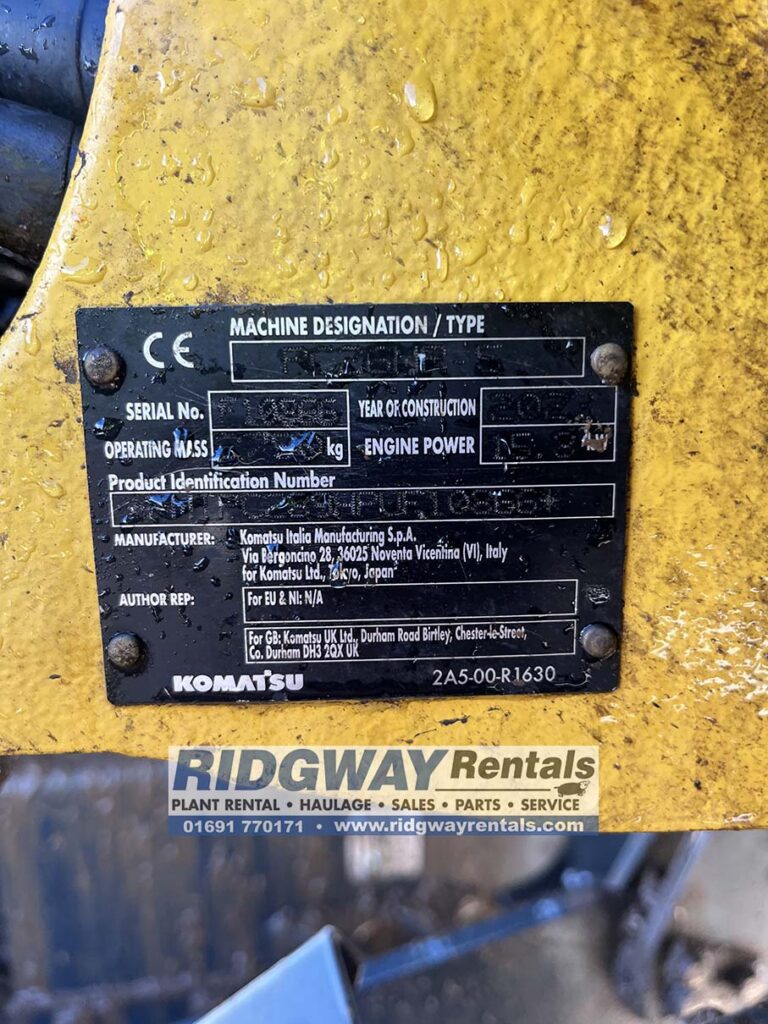 CE
MACHINE DESIGNATION / TYPE
SERIAL No.
YEAR OF CONSTRUCTION
OPERATING MASS kg
ENGINE POWER 15.3 kw
Product Identification Number
MANUFACTURER: Komatsu Italia Manufacturing S.p.A.
Via Bergoncino 28, 36025 Noventa Vicentina (VI), Italy
for Komatsu Ltd., Tokyo, Japan
AUTHOR REP: For EU & NI: N/A
For GB: Komatsu UK Ltd., Durham Road Birtley, Chester-le-Street,
Co. Durham DH3 2QX UK
KOMATSU
2A5-00-R1630
RIDGWAY Rentals
PLANT RENTAL • HAULAGE • SALES • PARTS • SERVICE
01691 770171 • www.ridgwayrentals.com